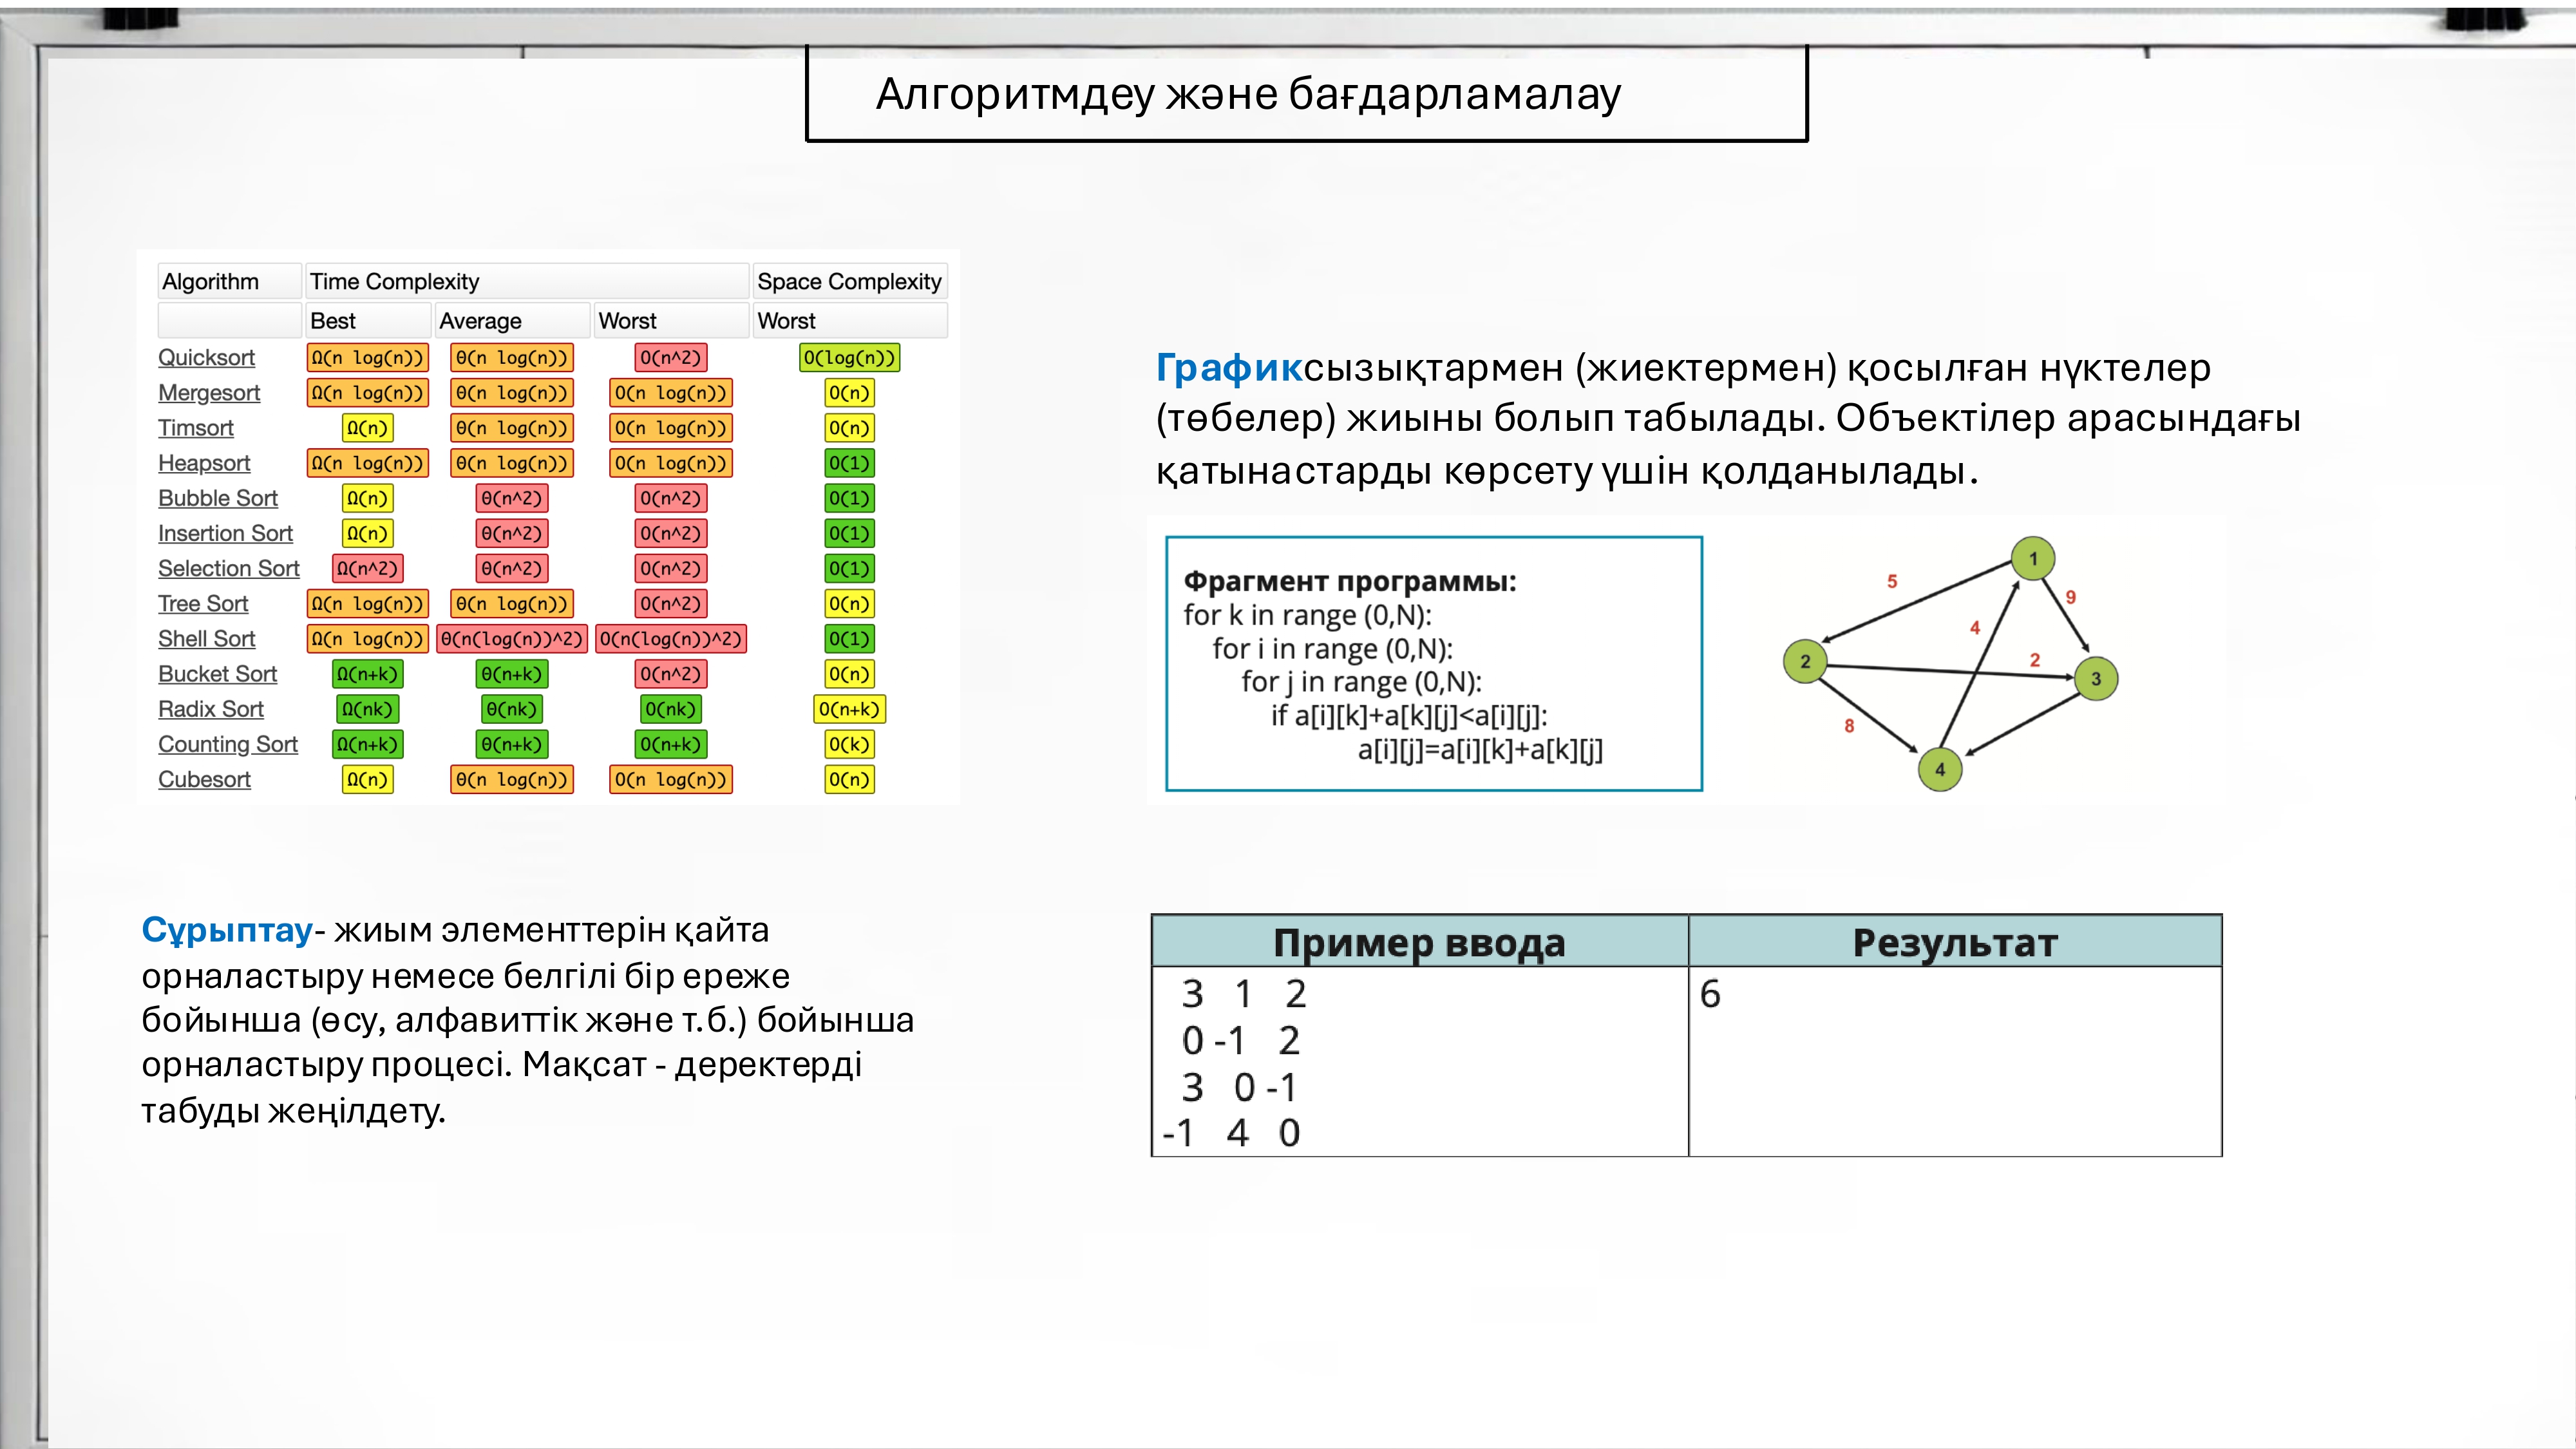 Алгоритмдеу және бағдарламалау
Algorithm Time Complexity Space Complexity
Best Average Worst Worst
Quicksort Ω(n log(n)) θ(n log(n)) O(n^2) O(log(n))
Mergesort Ω(n log(n)) θ(n log(n)) O(n log(n)) O(n)
Timsort Ω(n) θ(n log(n)) O(n log(n)) O(n)
Heapsort Ω(n log(n)) θ(n log(n)) O(n log(n)) O(1)
Bubble Sort Ω(n) θ(n^2) O(n^2) O(1)
Insertion Sort Ω(n) θ(n^2) O(n^2) O(1)
Selection Sort Ω(n^2) θ(n^2) O(n^2) O(1)
Tree Sort Ω(n log(n)) θ(n log(n)) O(n^2) O(n)
Shell Sort Ω(n log(n)) θ(n(log(n))^2) O(n(log(n))^2) O(1)
Bucket Sort Ω(n+k) θ(n+k) O(n^2) O(n)
Radix Sort Ω(nk) θ(nk) O(nk) O(n+k)
Counting Sort Ω(n+k) θ(n+k) O(n+k) O(k)
Cubesort Ω(n) θ(n log(n)) O(n log(n)) O(n)
Сұрыптау- жиым элементтерін қайта
орналастыру немесе белгілі бір ереже
бойынша (өсу, алфавиттік және т.б.) бойынша
орналастыру процесі. Мақсат - деректерді
табуды жеңілдету.
Графиксызықтармен (жиектермен) қосылған нүктелер
(төбелер) жиыны болып табылады. Объектілер арасындағы
қатынастарды көрсету үшін қолданылады.
Фрагмент программы:
for k in range (0,N):
for i in range (0,N):
for j in range (0,N):
if a[i][k]+a[k][j]<a[i][j]:
a[i][j]=a[i][k]+a[k][j]
1
5
9
4
2
2
3
8
4
Пример ввода Результат
3 1 2 6
0 -1 2
3 0 -1
-1 4 0